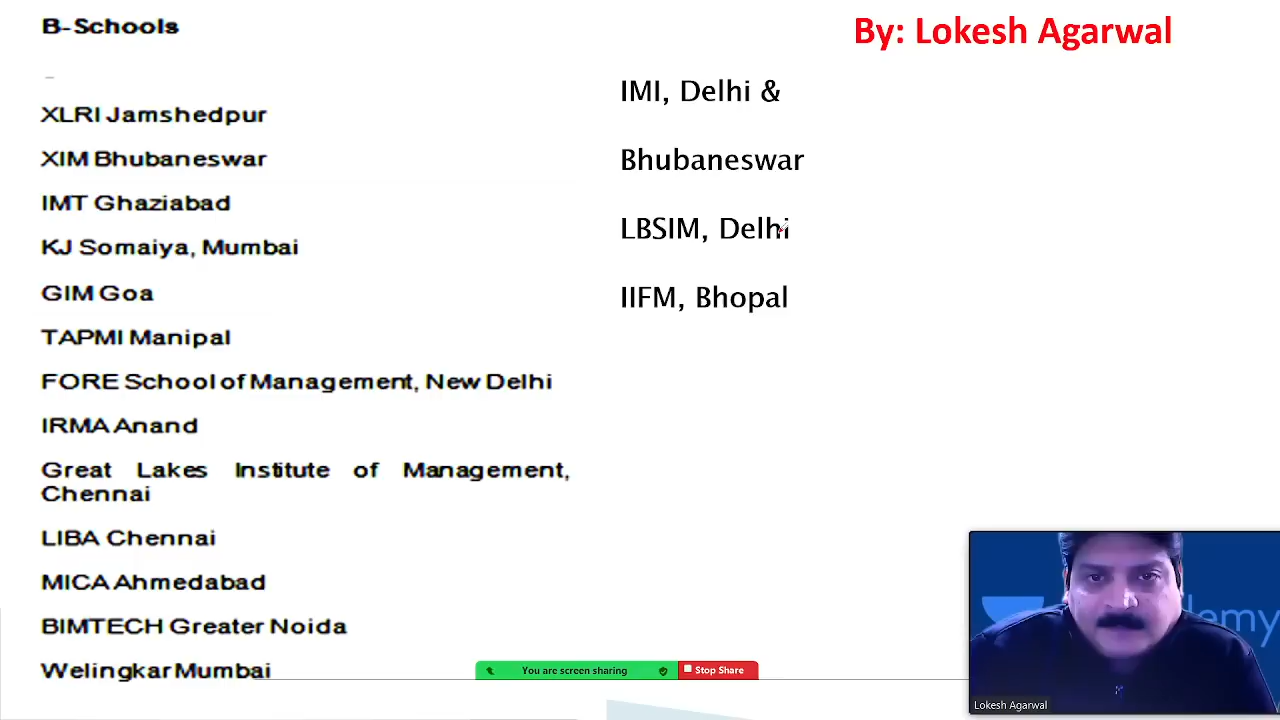 B-Schools
XLRI Jamshedpur
XIM Bhubaneswar
IMT Ghaziabad
KJ Somaiya, Mumbai
GIM Goa
TAPMI Manipal
FORE School of Management, New Delhi
IRMA Anand
Great Lakes Institute of Management,
Chennai
LIBA Chennai
MICA Ahmedabad
BIMTECH Greater Noida
Welingkar Mumbai
By: Lokesh Agarwal
IMI, Delhi &
Bhubaneswar
LBSIM, Delhi
IIFM, Bhopal
You are screen sharing
Stop Share
demy
Lokesh Agarwal